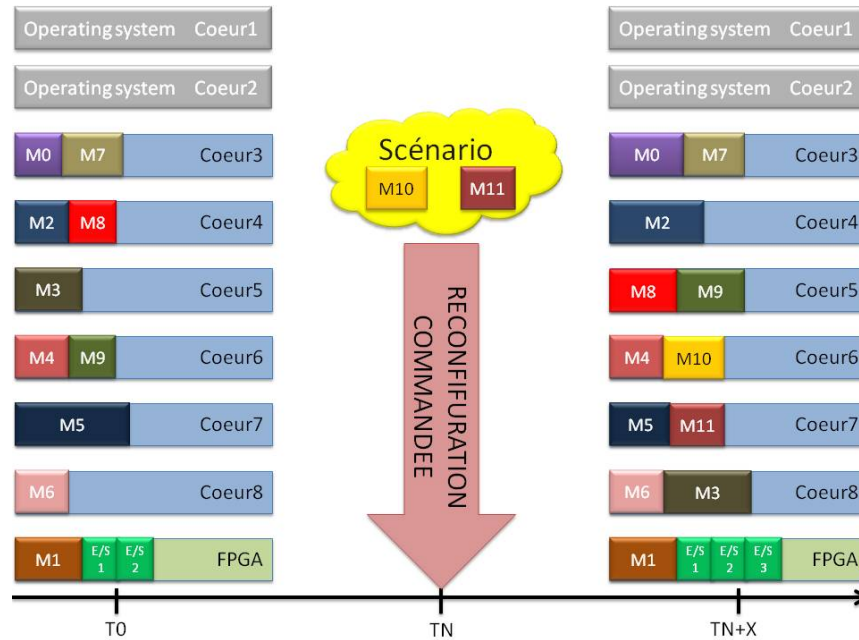 Operating system Coeur1
Operating system Coeur2
M0 M7 Coeur3
M2 M8 Coeur4
M3 Coeur5
M4 M9 Coeur6
M5 Coeur7
M6 Coeur8
M1 E/S 1 E/S 2 FPGA
Scénario
M10 M11
RECONFIFURATION
COMMANDEE
Operating system Coeur1
Operating system Coeur2
M0 M7 Coeur3
M2 Coeur4
M8 M9 Coeur5
M4 M10 Coeur6
M5 M11 Coeur7
M6 M3 Coeur8
M1 E/S 1 E/S 2 E/S 3 FPGA
T0 TN TN+X